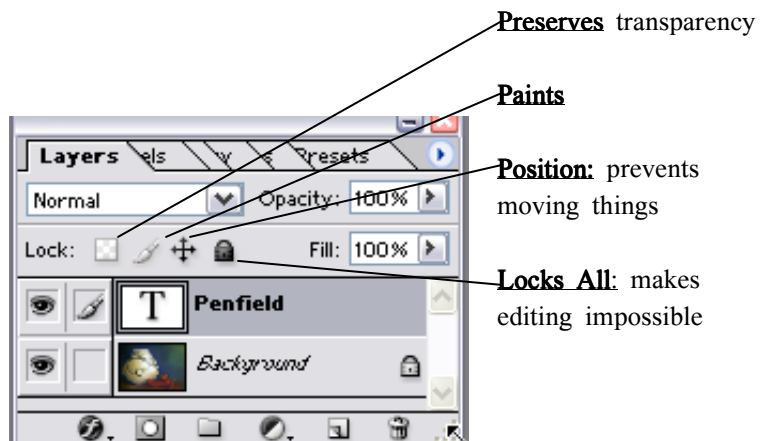 Preserves transparency
Paints
Position: prevents
moving things
Locks All: makes
editing impossible
Layers els y s Presets
Normal Opacity: 100%
Lock: Fill: 100%
T Penfield
Background